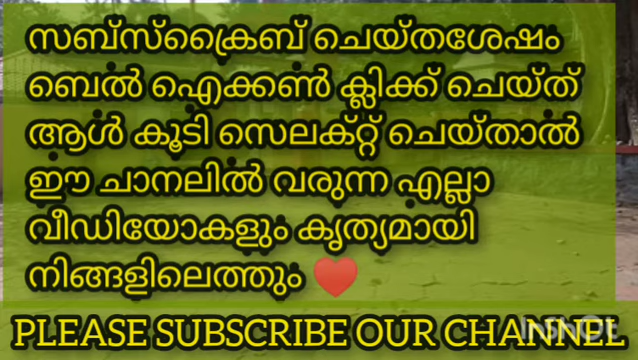 സബ്സ്ക്രൈബ് ചെയ്തശേഷം
ബെൽ ഐക്കൺ ക്ലിക്ക് ചെയ്ത്
ആൾ കൂടി സെലക്റ്റ് ചെയ്താൽ
ഈ ചാനലിൽ വരുന്ന എല്ലാ
വീഡിയോകളും കൃത്യമായി
നിങ്ങളിലെത്തും ♥️
PLEASE SUBSCRIBE OUR CHANNEL